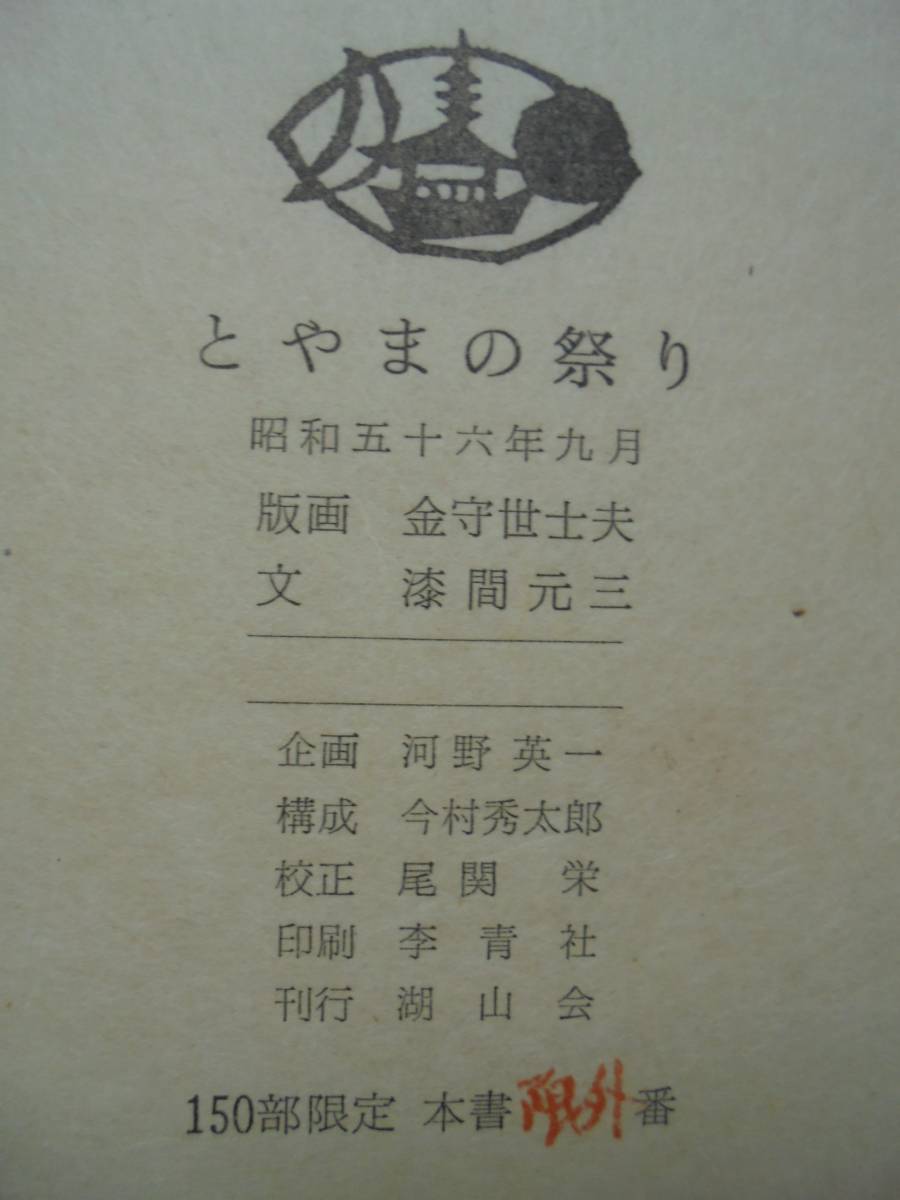 とやまの祭り
昭和五十六年九月
版画 金守世士夫
文 漆間元三
企画 河野英一
構成 今村秀太郎
校正 尾関 栄
印刷 李青社
刊行 湖山会
150部限定 本書限外番